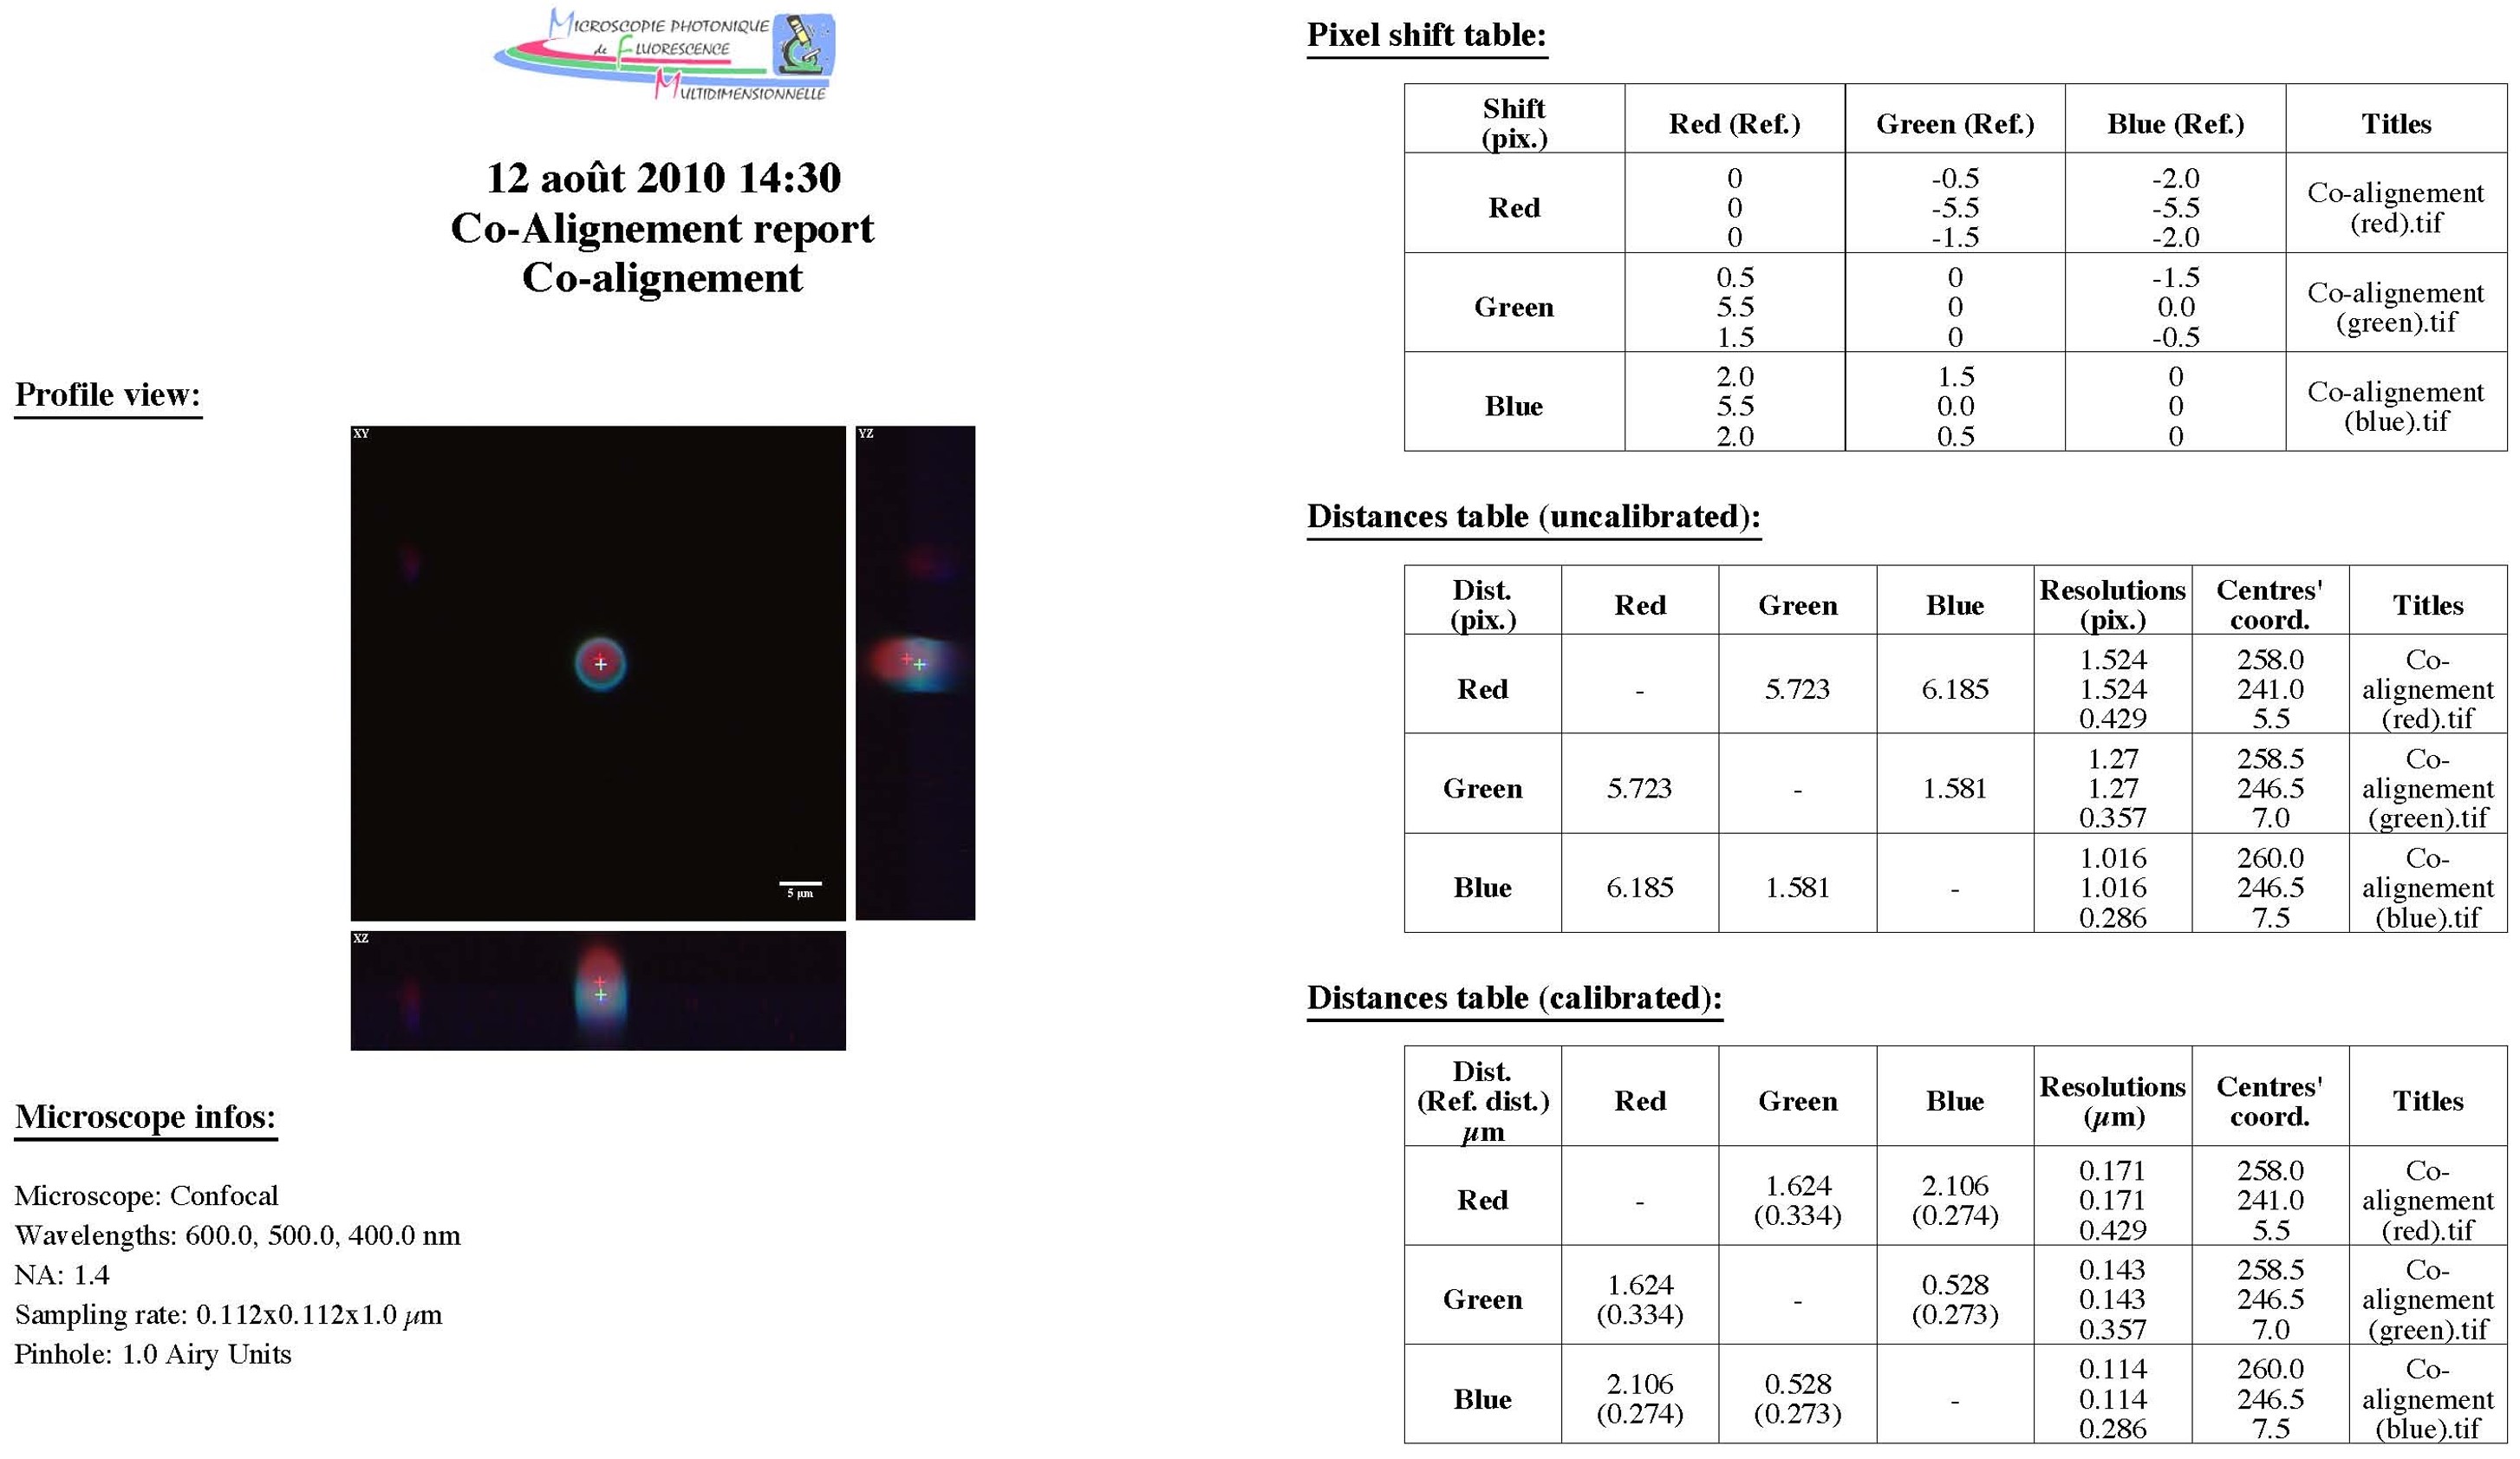 MICROSCOPIE PHOTONIQUE
de FLUORESCENCE
MULTIDIMENSIONNELLE
12 août 2010 14:30
Co-Alignement report
Co-alignement
Profile view:
XY
YZ
5 µm
XZ
Microscope infos:
Microscope: Confocal
Wavelengths: 600.0, 500.0, 400.0 nm
NA: 1.4
Sampling rate: 0.112x0.112x1.0 µm
Pinhole: 1.0 Airy Units
Pixel shift table:
Shift (pix.) Red (Ref.) Green (Ref.) Blue (Ref.) Titles
Red
0 -0.5 -2.0
0 -5.5 -5.5
0 -1.5 -2.0
Co-alignement
(red).tif
Green
0.5 0 -1.5
5.5 0 0.0
1.5 0 -0.5
Co-alignement
(green).tif
Blue
2.0 1.5 0
5.5 0.0 0
2.0 0.5 0
Co-alignement
(blue).tif
Distances table (uncalibrated):
Dist. (pix.) Red Green Blue Resolutions (pix.) Centres' coord. Titles
Red - 5.723 6.185
1.524 258.0 Co-
1.524 241.0 alignement
0.429 5.5 (red).tif
Green 5.723 - 1.581
1.27 258.5 Co-
1.27 246.5 alignement
0.357 7.0 (green).tif
Blue 6.185 1.581 -
1.016 260.0 Co-
1.016 246.5 alignement
0.286 7.5 (blue).tif
Distances table (calibrated):
Dist. (Ref. dist.) µm Red Green Blue Resolutions (µm) Centres' coord. Titles
Red - 1.624 2.106
(0.334) (0.274)
0.171 258.0 Co-
0.171 241.0 alignement
0.429 5.5 (red).tif
Green 1.624 - 0.528
(0.334) (0.273)
0.143 258.5 Co-
0.143 246.5 alignement
0.357 7.0 (green).tif
Blue 2.106 0.528 -
(0.274) (0.273)
0.114 260.0 Co-
0.114 246.5 alignement
0.286 7.5 (blue).tif